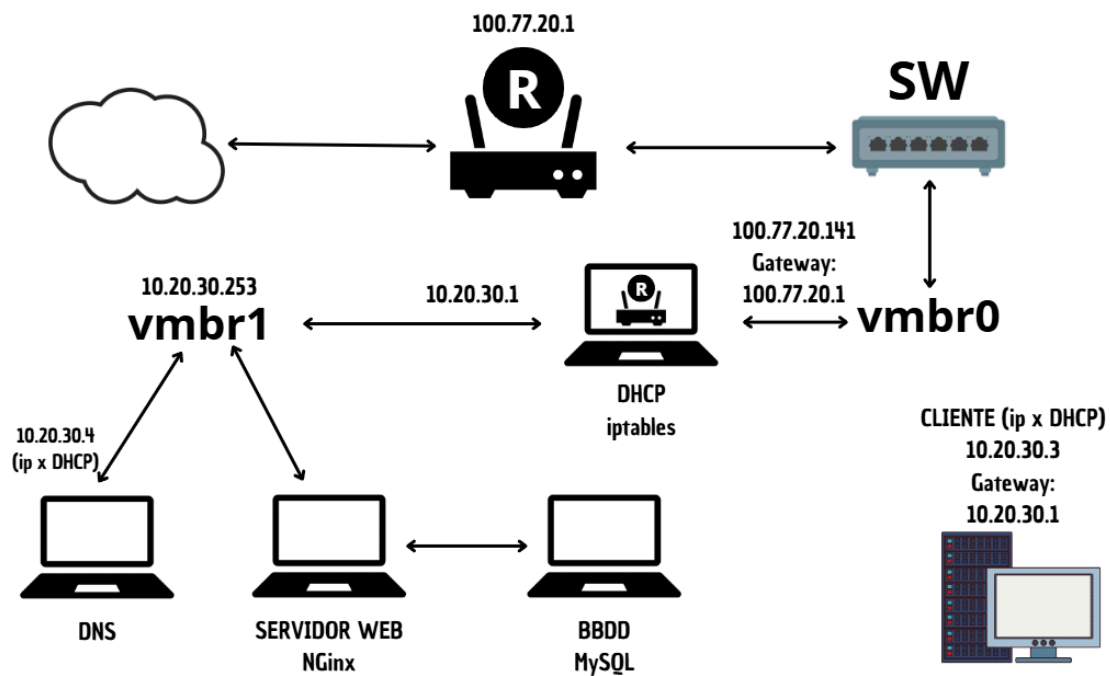 100.77.20.1
R
SW
100.77.20.141
Gateway:
100.77.20.1
10.20.30.253
vmbr1
10.20.30.1
R
vmbr0
DHCP
iptables
10.20.30.4
(ip x DHCP)
CLIENTE (ip x DHCP)
10.20.30.3
Gateway:
10.20.30.1
DNS
SERVIDOR WEB
NGinx
BBDD
MySQL